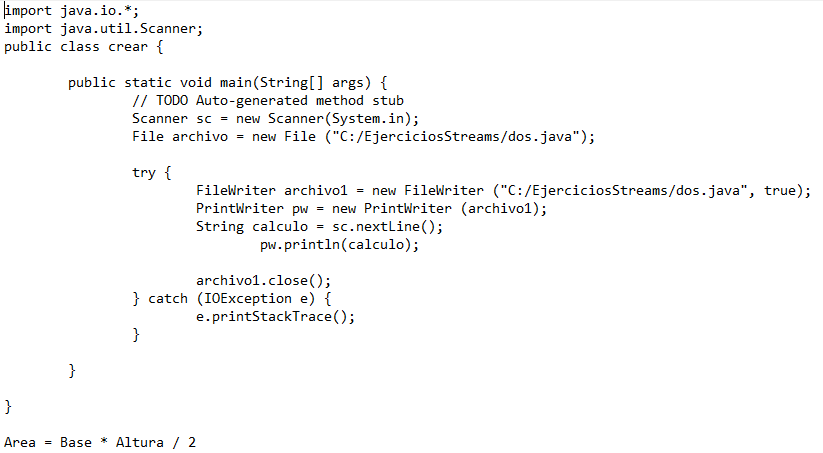 import java.io.*;
import java.util.Scanner;
public class crear {

        public static void main(String[] args) {
                // TODO Auto-generated method stub
                Scanner sc = new Scanner(System.in);
                File archivo = new File ("C:/EjerciciosStreams/dos.java");

                try {
                        FileWriter archivo1 = new FileWriter ("C:/EjerciciosStreams/dos.java", true);
                        PrintWriter pw = new PrintWriter (archivo1);
                        String calculo = sc.nextLine();
                                pw.println(calculo);

                        archivo1.close();
                } catch (IOException e) {
                        e.printStackTrace();
                }

        }

}

Area = Base * Altura / 2